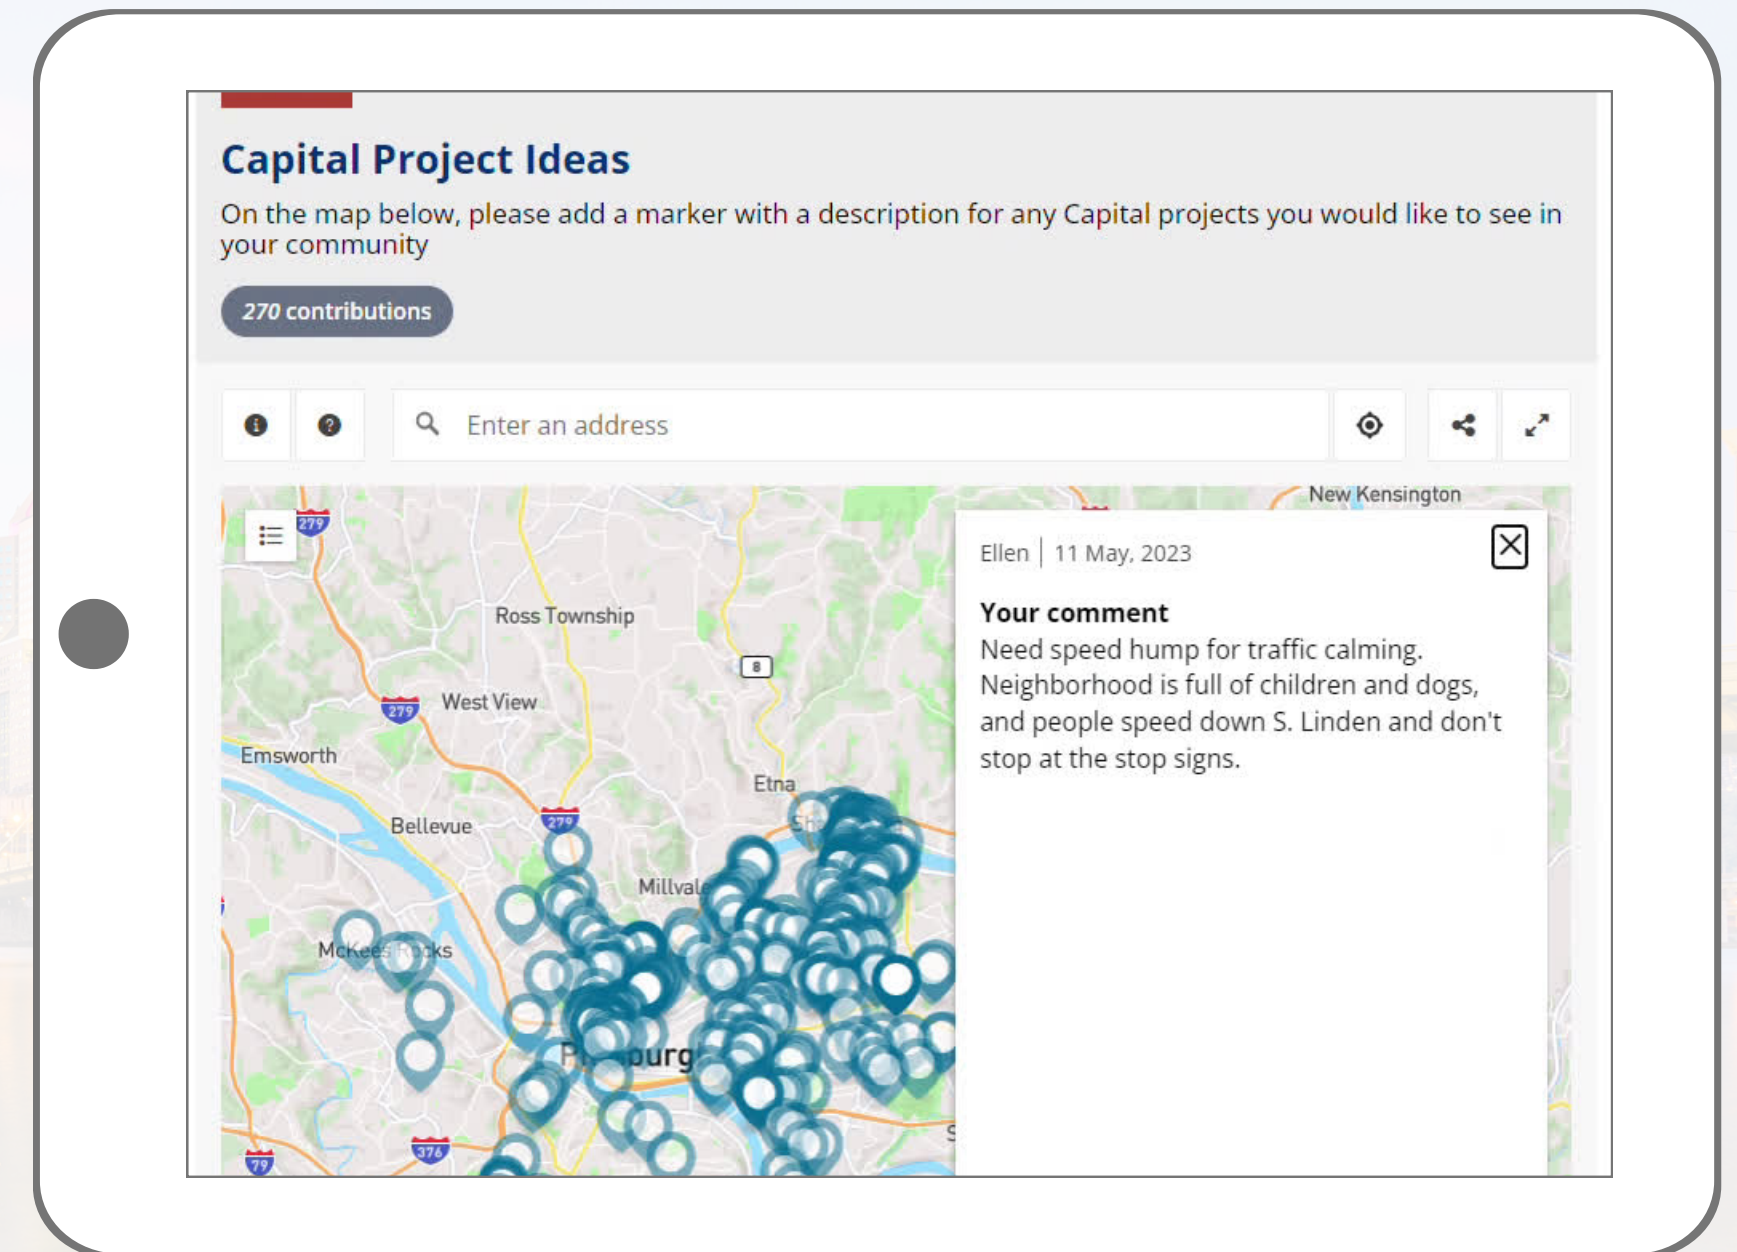 Capital Project Ideas
On the map below, please add a marker with a description for any Capital projects you would like to see in
your community
270 contributions
Enter an address
New Kensington
279
Ellen | 11 May, 2023
Your comment
Need speed hump for traffic calming.
Neighborhood is full of children and dogs,
and people speed down S. Linden and don't
stop at the stop signs.
Ross Township
8
West View
279
Emsworth
Etna
Bellevue
279
Millvale
McKees Rocks
376
79